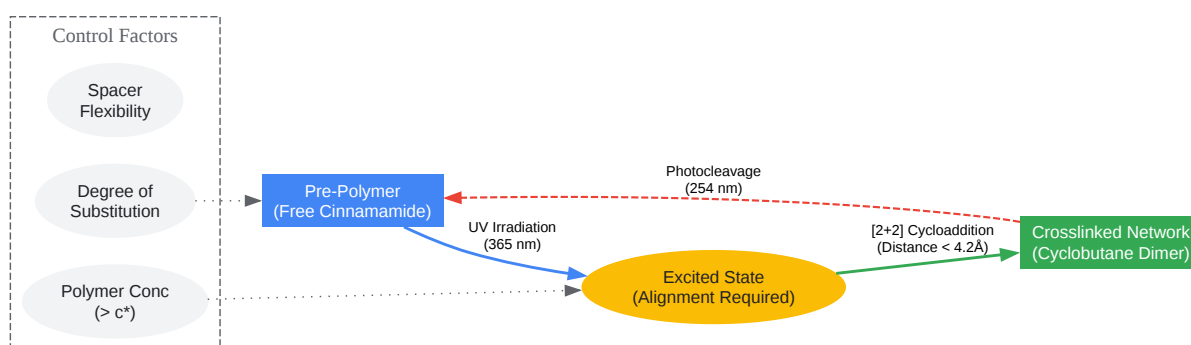 Control Factors
Spacer
Flexibility
Degree of
Substitution
Polymer Conc
(> c*)
Pre-Polymer
(Free Cinnamamide)
UV Irradiation
(365 nm)
Photocleavage
(254 nm)
Excited State
(Alignment Required)
[2+2] Cycloaddition
(Distance < 4.2Å)
Crosslinked Network
(Cyclobutane Dimer)